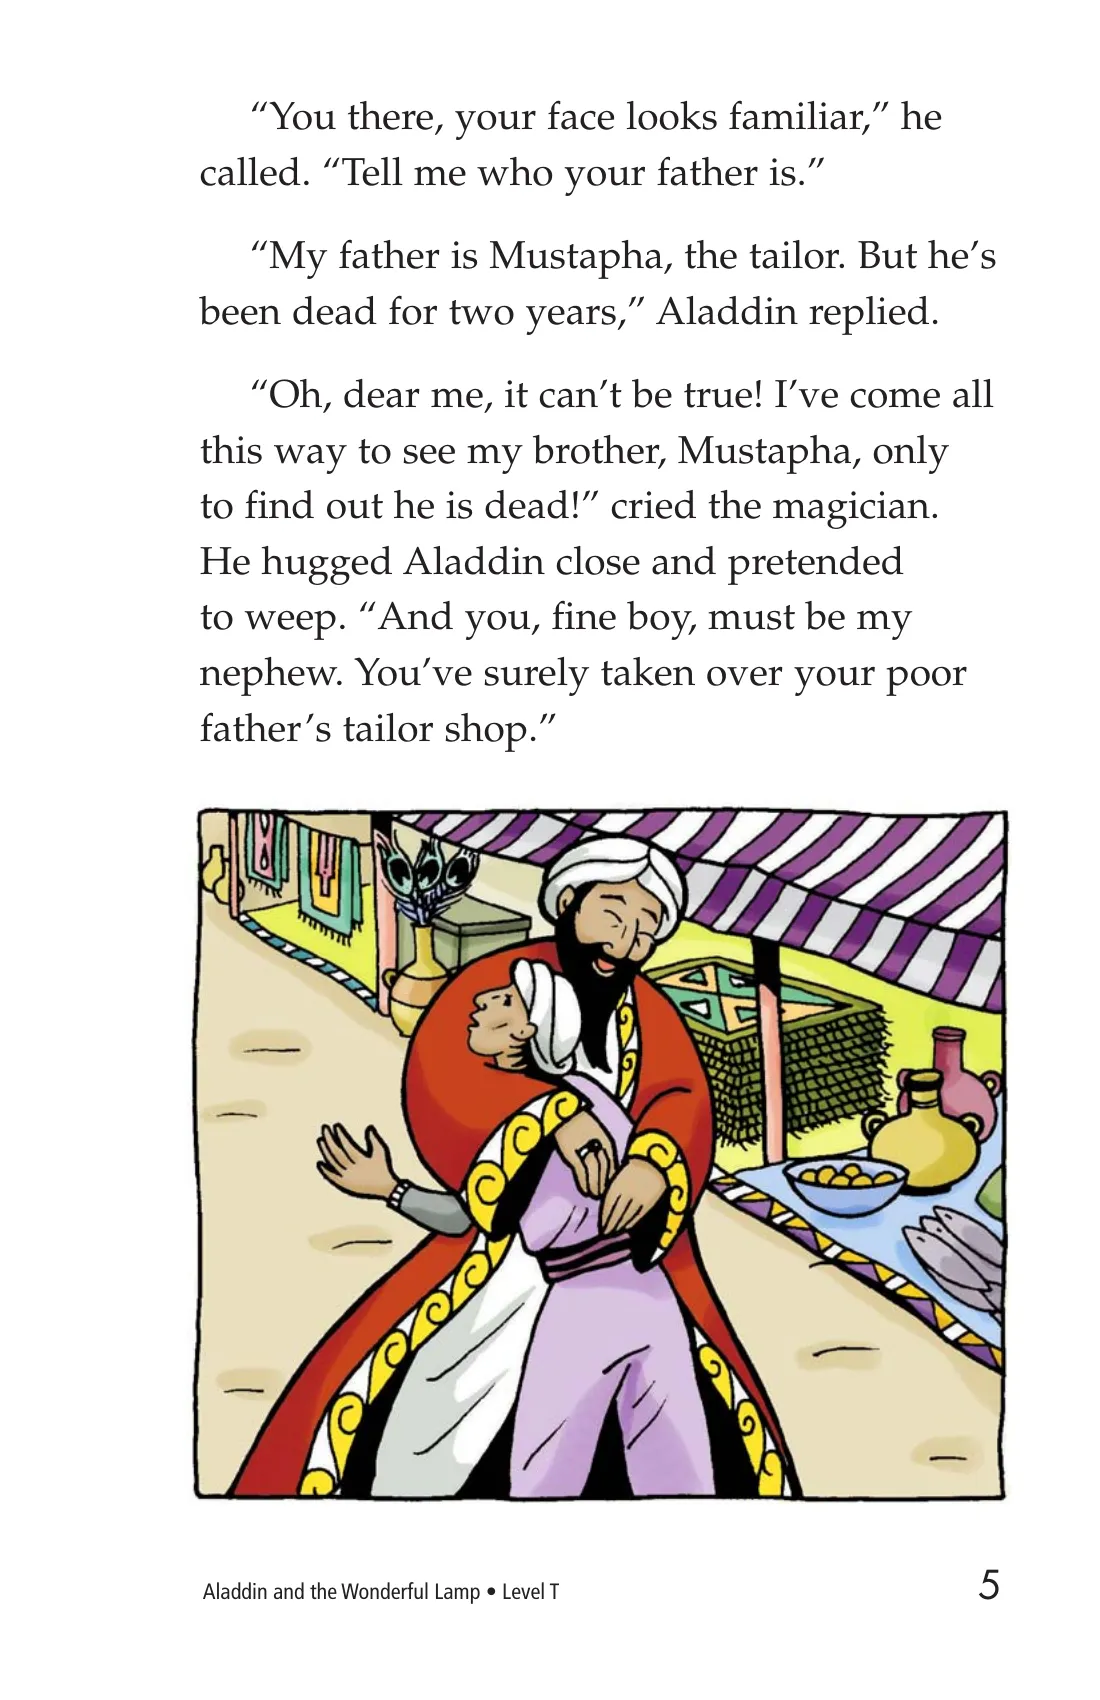 “You there, your face looks familiar,” he
called. “Tell me who your father is.”
“My father is Mustapha, the tailor. But he’s
been dead for two years,” Aladdin replied.
“Oh, dear me, it can’t be true! I’ve come all
this way to see my brother, Mustapha, only
to find out he is dead!” cried the magician.
He hugged Aladdin close and pretended
to weep. “And you, fine boy, must be my
nephew. You’ve surely taken over your poor
father’s tailor shop.”
Aladdin and the Wonderful Lamp • Level T
5